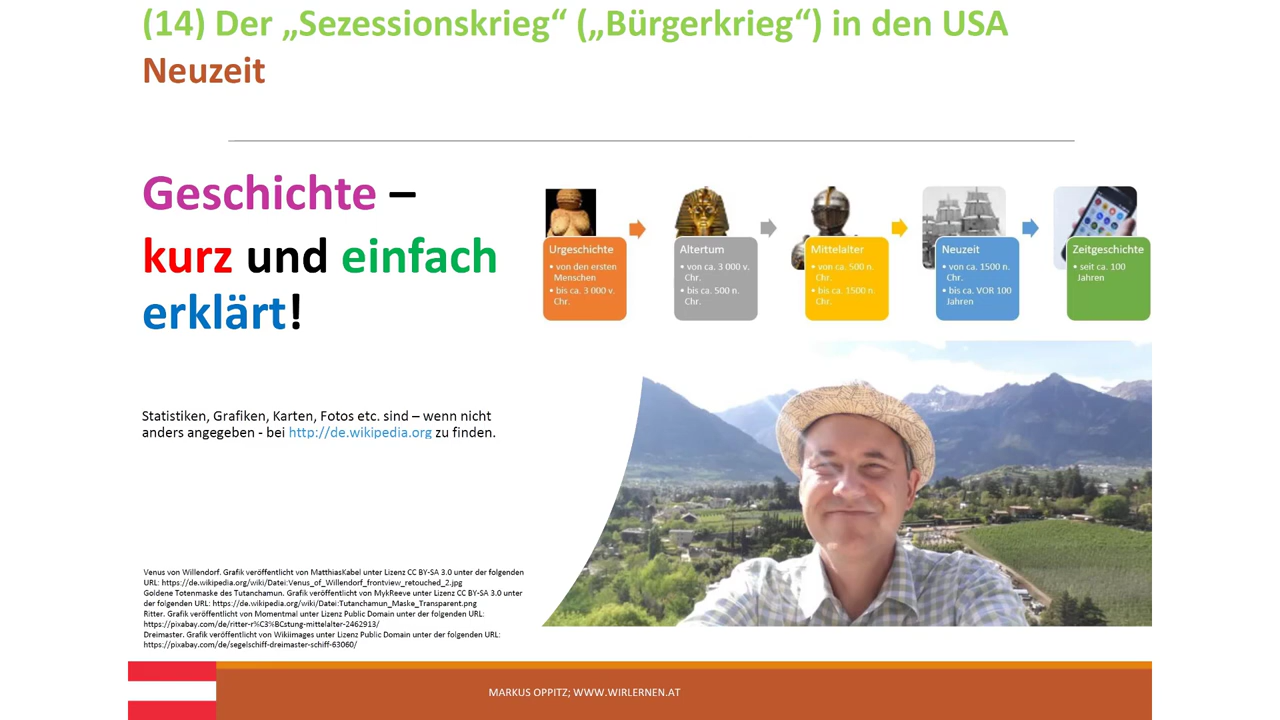 (14) Der „Sezessionskrieg“ („Bürgerkrieg“) in den USA
Neuzeit
Geschichte –
kurz und einfach
erklärt!
Urgeschichte
• von den ersten
Menschen
• bis ca. 3 000 v.
Chr.
Altertum
• von ca. 3 000 v.
Chr.
• bis ca. 500 n.
Chr.
Mittelalter
• von ca. 500 n.
Chr.
• bis ca. 1500 n.
Chr.
Neuzeit
• von ca. 1500 n.
Chr.
• bis ca. VOR 100
Jahren
Zeitgeschichte
• seit ca. 100
Jahren
Statistiken, Grafiken, Karten, Fotos etc. sind – wenn nicht
anders angegeben - bei http://de.wikipedia.org zu finden.
Venus von Willendorf. Grafik veröffentlicht von MatthiasKabel unter Lizenz CC BY-SA 3.0 unter der folgenden
URL: https://de.wikipedia.org/wiki/Datei:Venus_of_Willendorf_frontview_retouched_2.jpg
Goldene Totenmaske des Tutanchamun. Grafik veröffentlicht von MykReeve unter Lizenz CC BY-SA 3.0 unter
der folgenden URL: https://de.wikipedia.org/wiki/Datei:Tutanchamun_Maske_Transparent.png
Ritter. Grafik veröffentlicht von Momentmal unter Lizenz Public Domain unter der folgenden URL:
https://pixabay.com/de/ritter-r%C3%BCstung-mittelalter-2462913/
Dreimaster. Grafik veröffentlicht von Wikiimages unter Lizenz Public Domain unter der folgenden URL:
https://pixabay.com/de/segelschiff-dreimaster-schiff-63060/
MARKUS OPPITZ; WWW.WIRLERNEN.AT